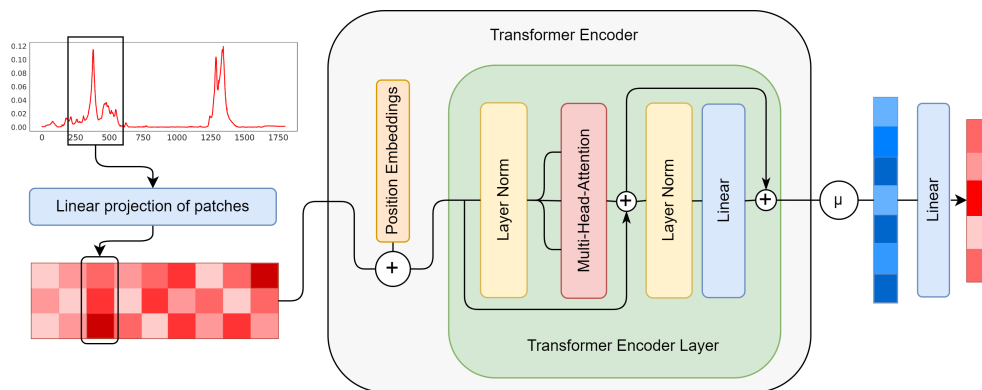 Transformer Encoder
0.12
0.10
0.08
0.06
0.04
0.02
0.00
0 250 500 750 1000 1250 1500 1750
Linear projection of patches
Position Embeddings
+
Layer Norm
Multi-Head-Attention
+
Layer Norm
Linear
+
μ
Linear
Transformer Encoder Layer